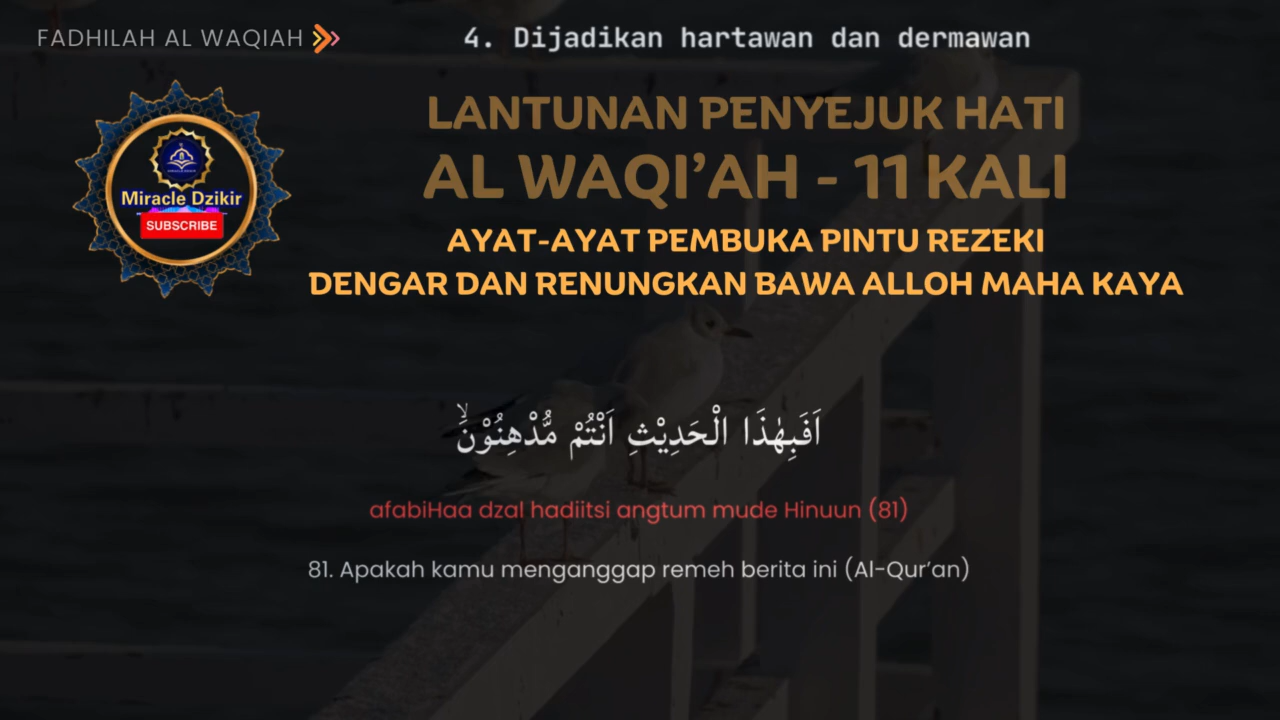 FADHILAH AL WAQIAH
4. Dijadikan hartawan dan dermawan
Miracle Dzikir
SUBSCRIBE
LANTUNAN PENYEJUK HATI
AL WAQI’AH - 11 KALI
AYAT-AYAT PEMBUKA PINTU REZEKI
DENGAR DAN RENUNGKAN BAWA ALLOH MAHA KAYA
اَفَبِهٰذَا الْحَدِيْثِ اَنْتُمْ مُّدْهِنُوْنَۙ
afabiHaa dzal hadiitsi angtum mude Hinuun (81)
81. Apakah kamu menganggap remeh berita ini (Al-Qur’an)